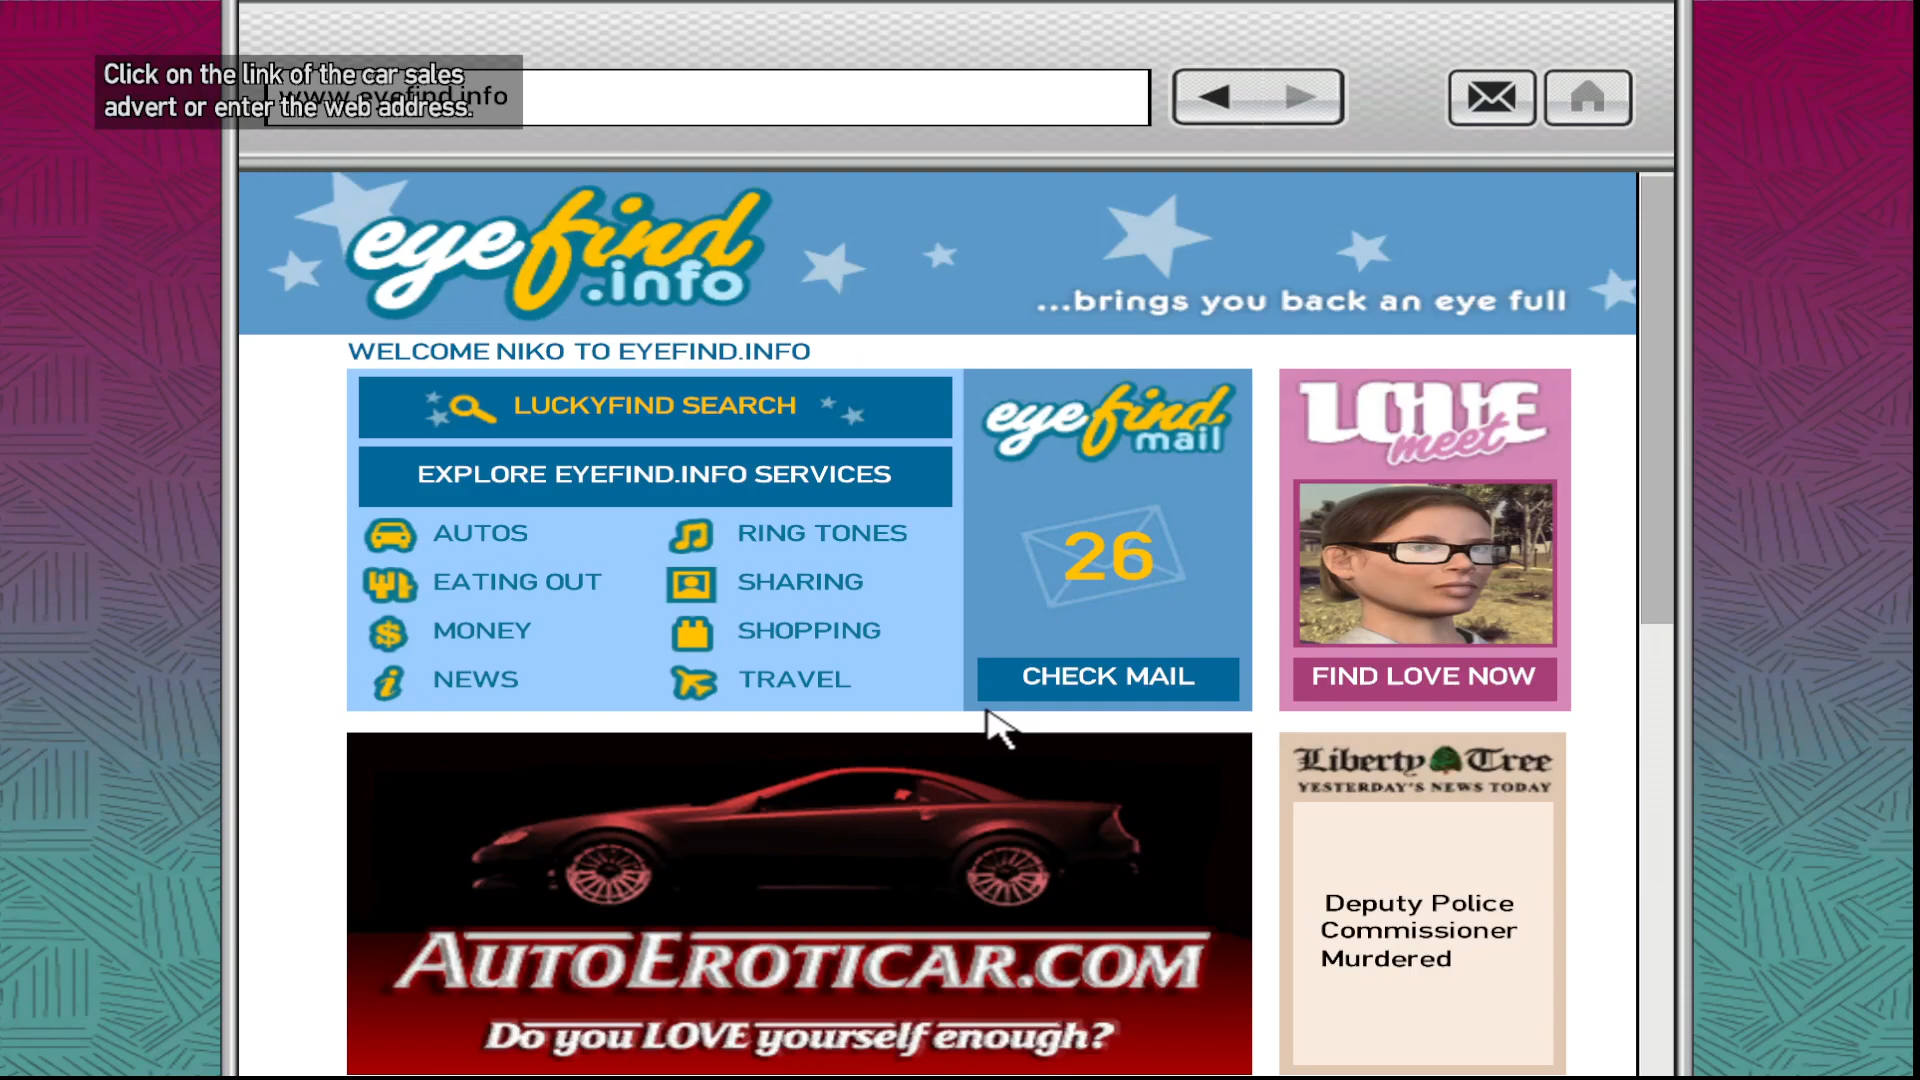 Click on the link of the car sales
advert or enter the web address.
www.eyefind.info
eyefind
.info
...brings you back an eye full
WELCOME NIKO TO EYEFIND.INFO
LUCKYFIND SEARCH
EXPLORE EYEFIND.INFO SERVICES
AUTOS
RING TONES
EATING OUT
SHARING
MONEY
SHOPPING
NEWS
TRAVEL
eyefind
mail
26
CHECK MAIL
LOVE
meet
FIND LOVE NOW
AUTOEROTICAR.COM
Do you LOVE yourself enough?
Liberty Tree
YESTERDAY'S NEWS TODAY
Deputy Police
Commissioner
Murdered